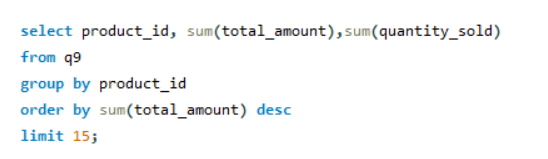 select product_id, sum(total_amount),sum(quantity_sold)
from q9
group by product_id
order by sum(total_amount) desc
limit 15;